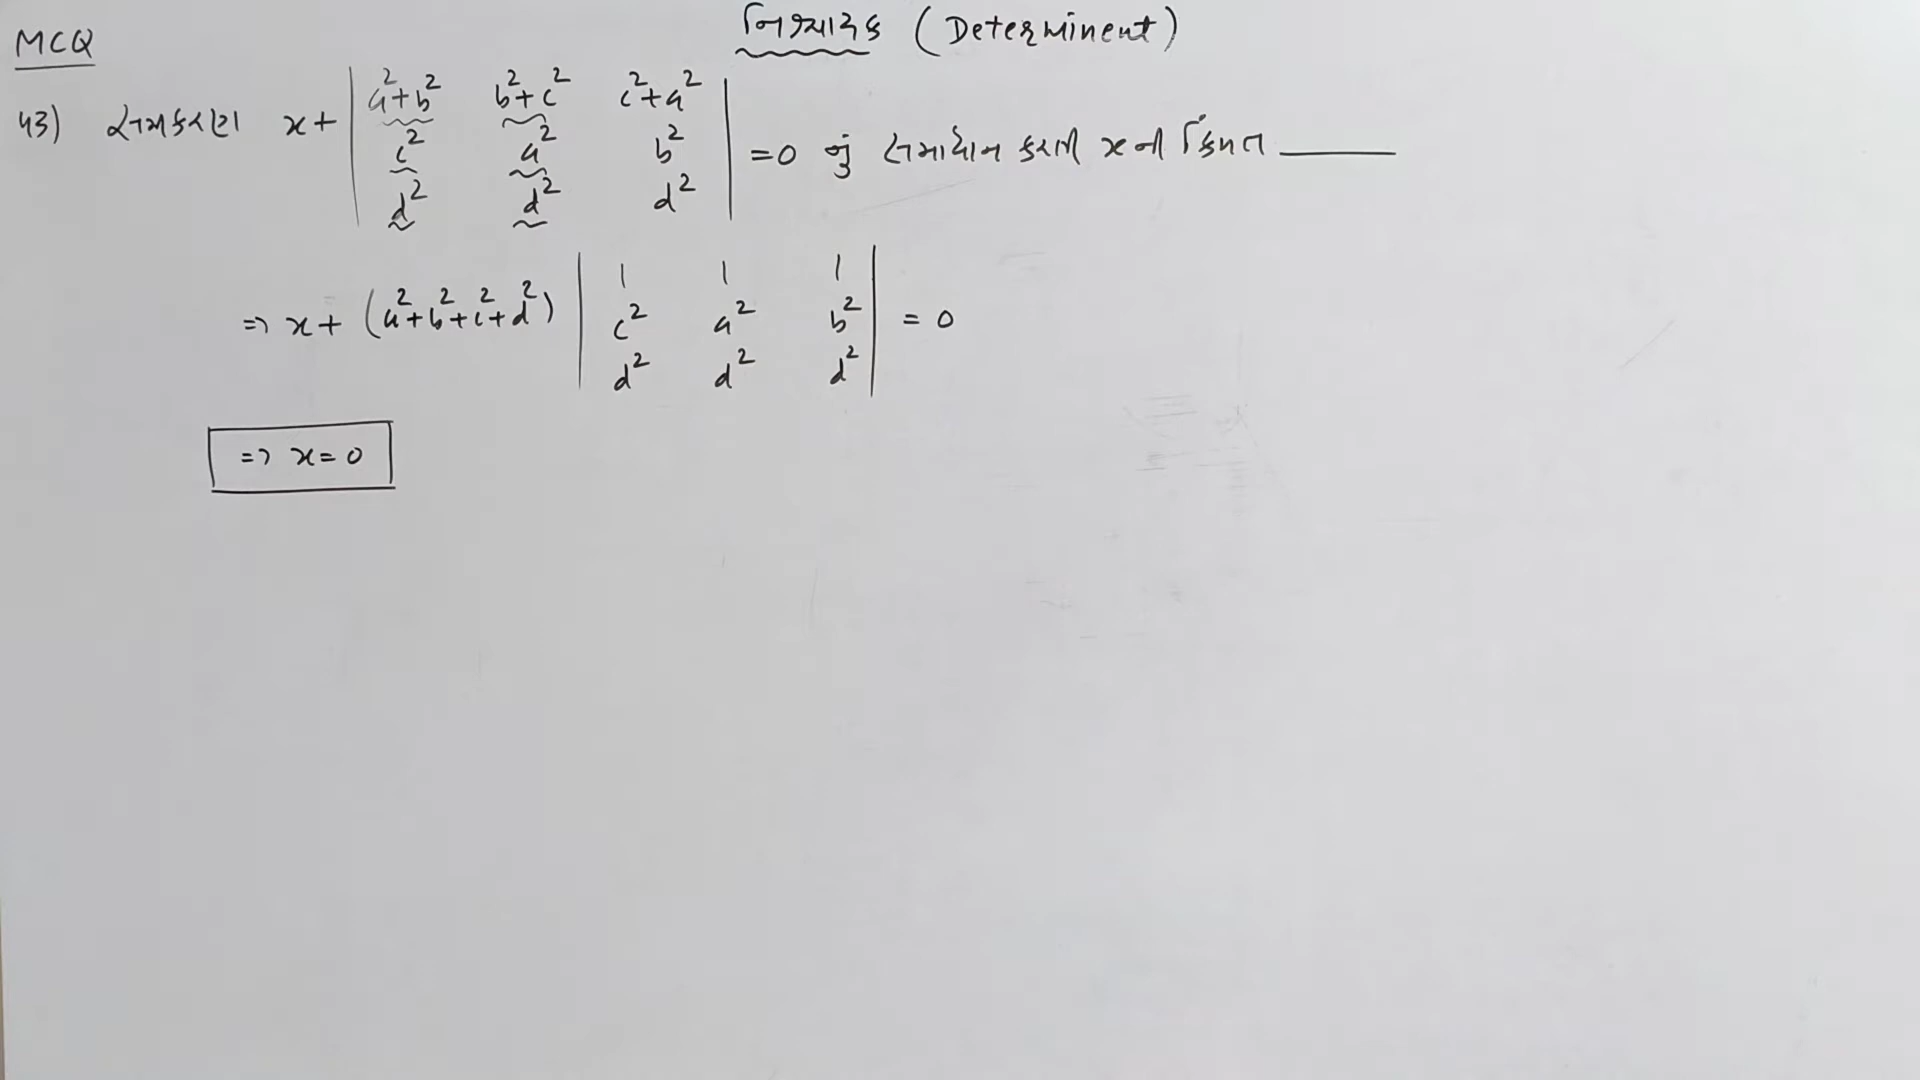 MCQ
નિશ્ચાયક (Determinent)
43) સમીકરણ x + | a²+b² b²+c² c²+a² |
| c² a² b² | = 0 નું સમાધાન કરતી x ની કિંમત ______
| d² d² d² |
=> x + (a²+b²+c²+d²) | 1 1 1 |
| c² a² b² | = 0
| d² d² d² |
=> x = 0